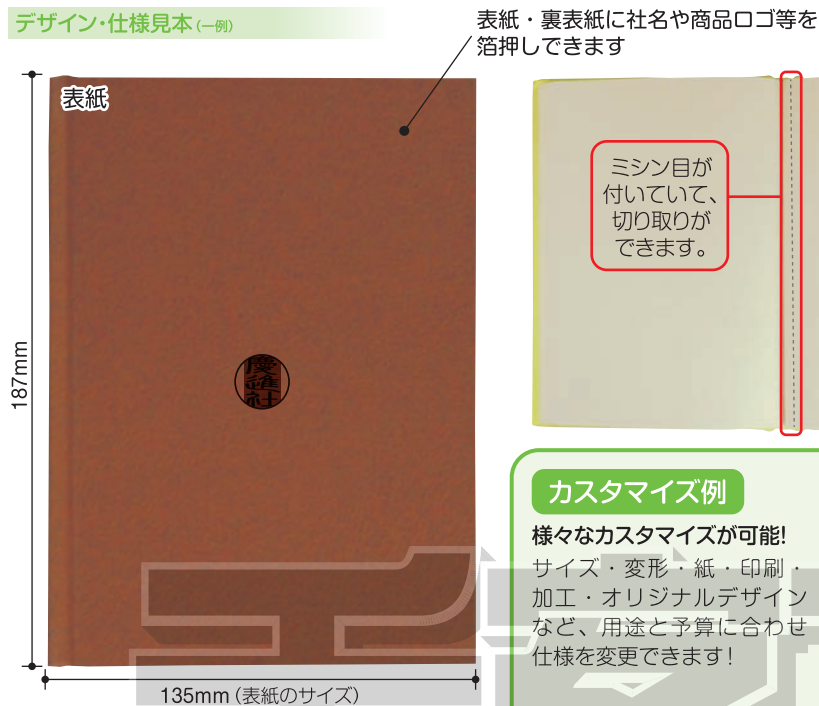 デザイン・仕様見本(一例)
表紙・裏表紙に社名や商品ロゴ等を
箔押しできます
表紙
ミシン目が
付いていて、
切り取りが
できます。
187mm
慶進社
135mm(表紙のサイズ)
カスタマイズ例
様々なカスタマイズが可能!
サイズ・変形・紙・印刷・
加工・オリジナルデザイン
など、用途と予算に合わせ
仕様を変更できます!